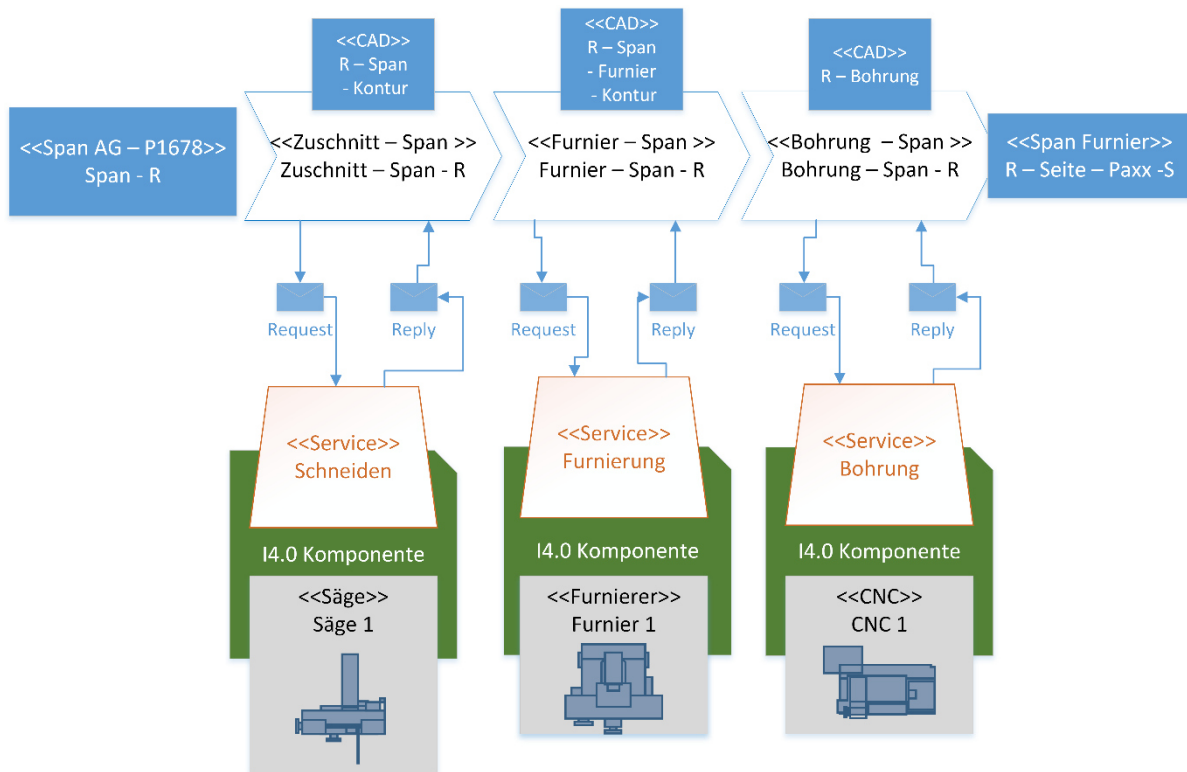 <<CAD>>
R – Span
- Kontur
<<CAD>>
R – Span
- Furnier
- Kontur
<<CAD>>
R – Bohrung
<<Span AG – P1678>>
Span - R
<<Zuschnitt – Span >>
Zuschnitt – Span - R
<<Furnier – Span >>
Furnier – Span - R
<<Bohrung – Span >>
Bohrung – Span - R
<<Span Furnier>>
R – Seite – Paxx -S
Request
Reply
Request
Reply
Request
Reply
<<Service>>
Schneiden
<<Service>>
Furnierung
<<Service>>
Bohrung
I4.0 Komponente
I4.0 Komponente
I4.0 Komponente
<<Säge>>
Säge 1
<<Furnierer>>
Furnier 1
<<CNC>>
CNC 1